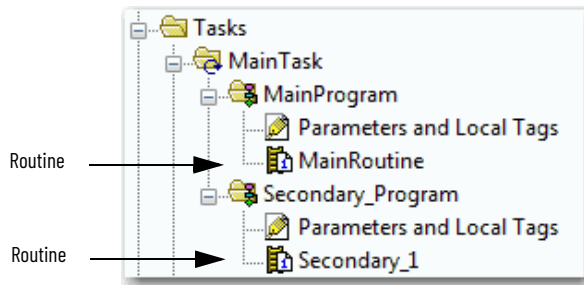 Tasks
MainTask
MainProgram
Parameters and Local Tags
Routine
MainRoutine
Secondary_Program
Parameters and Local Tags
Routine
Secondary_1